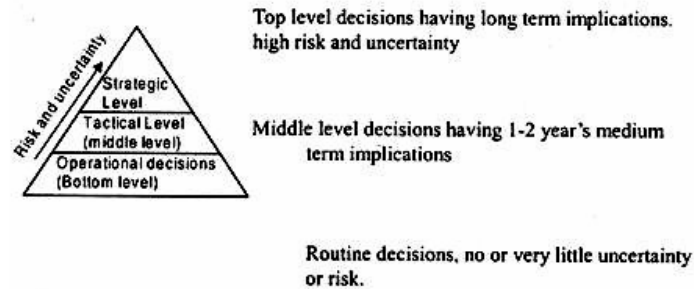 Top level decisions having long term implications.
high risk and uncertainty
Risk and uncertainty
Strategic
Level
Tactical Level
(middle level)
Middle level decisions having 1-2 year's medium
term implications
Operational decisions
(Bottom level)
Routine decisions, no or very little uncertainty
or risk.